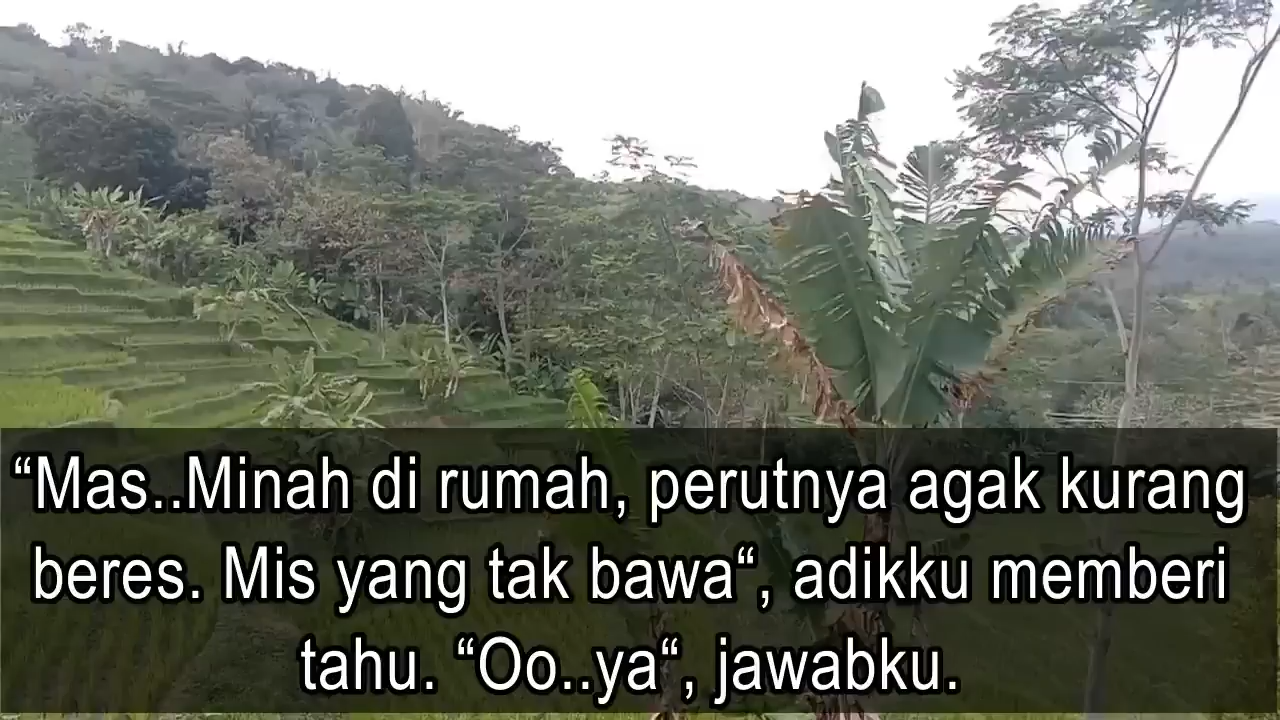 “Mas..Minah di rumah, perutnya agak kurang
beres. Mis yang tak bawa“, adikku memberi
tahu. “Oo..ya“, jawabku.